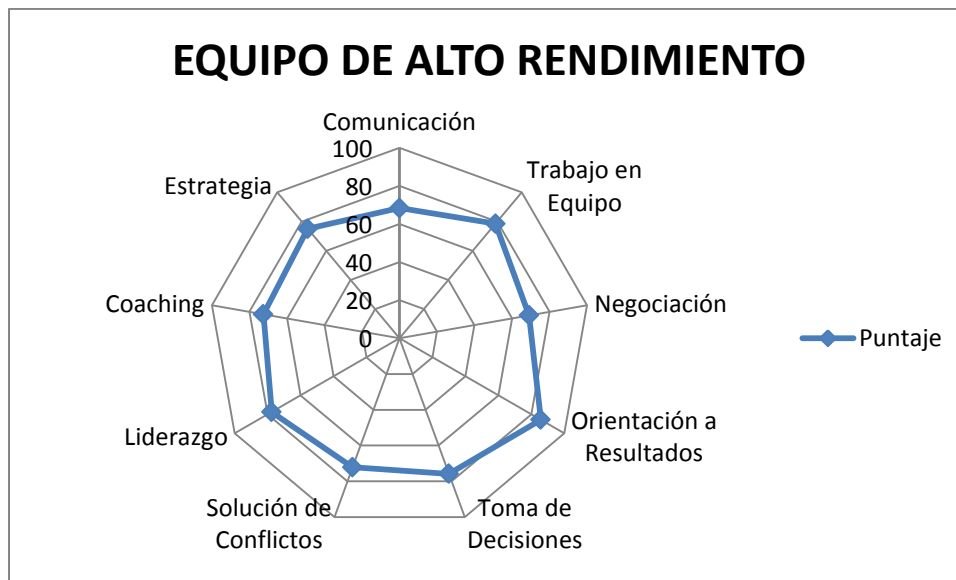 EQUIPO DE ALTO RENDIMIENTO
Comunicación
100
80
60
40
20
0
Trabajo en
Equipo
Negociación
Orientación a
Resultados
Toma de
Decisiones
Solución de
Conflictos
Liderazgo
Coaching
Estrategia
Puntaje